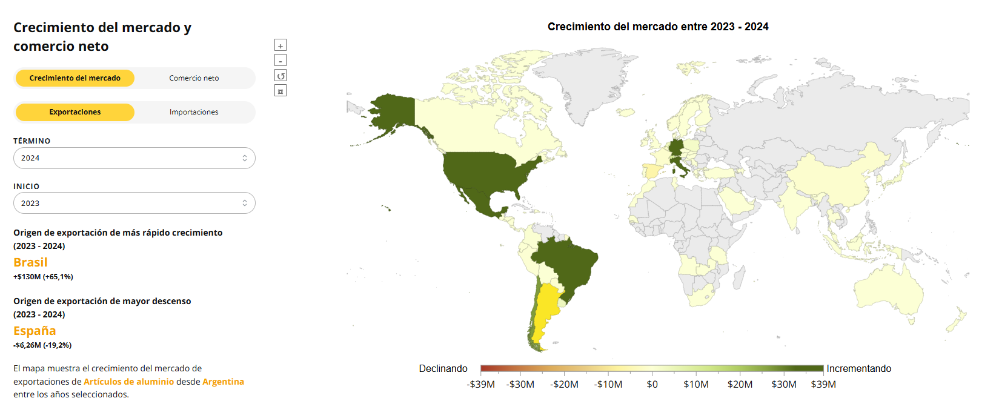 Crecimiento del mercado y
comercio neto
Crecimiento del mercado
Comercio neto
Exportaciones
Importaciones
TÉRMINO
2024
INICIO
2023
Origen de exportación de más rápido crecimiento
(2023 - 2024)
Brasil
+$130M (+65,1%)
Origen de exportación de mayor descenso
(2023 - 2024)
España
-$6,26M (-19,2%)
El mapa muestra el crecimiento del mercado de
exportaciones de Artículos de aluminio desde Argentina
entre los años seleccionados.
+
-
↺
¤
Crecimiento del mercado entre 2023 - 2024
Declinando
Incrementando
-$39M -$30M -$20M -$10M $0 $10M $20M $30M $39M